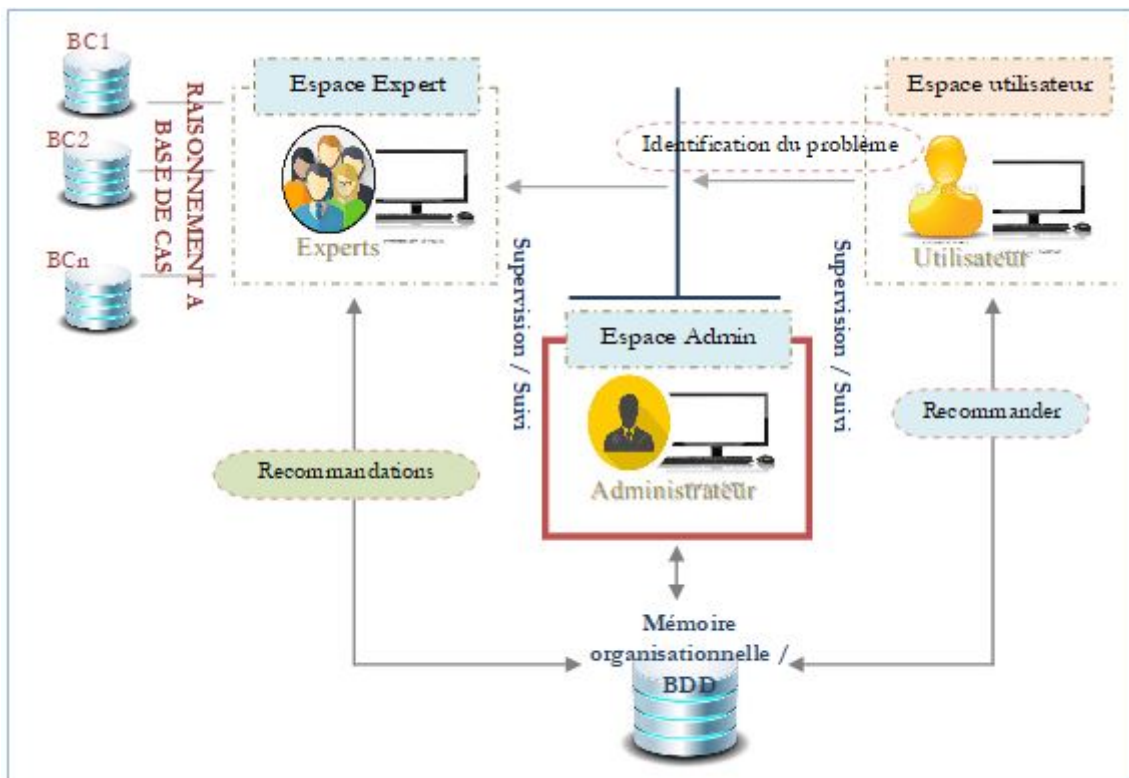 BC1
BC2
BCn
RAISONNEMENT A
BASE DE CAS
Espace Expert
Experts
Identification du problème
Espace utilisateur
Utilisateur
Supervision / Suivi
Supervision / Suivi
Espace Admin
Administrateur
Recommandations
Recommander
Mémoire
organisationnelle /
BDD